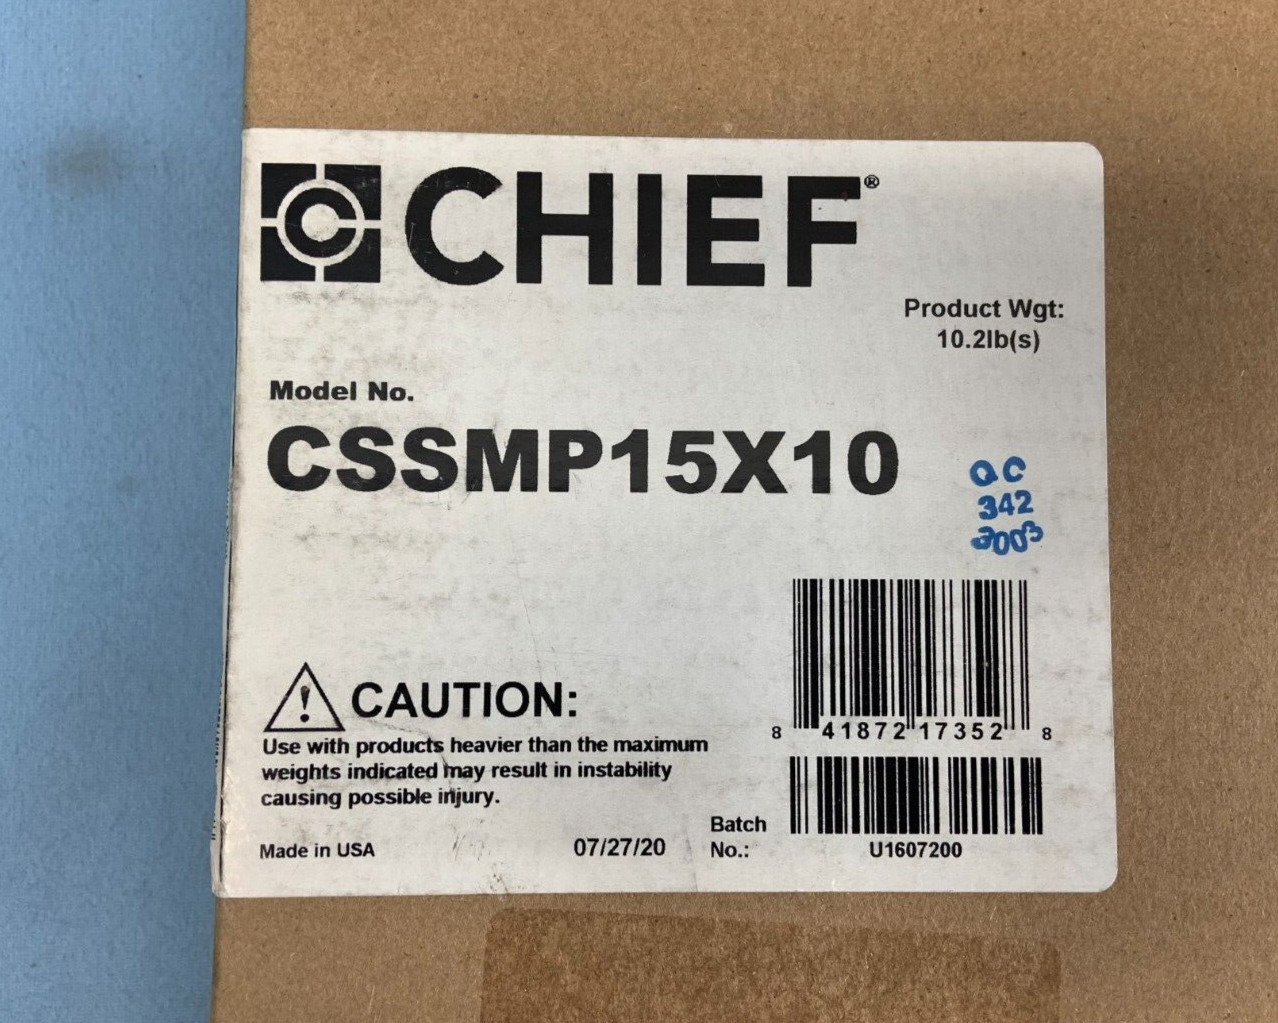 CHIEF®
Product Wgt:
10.2lb(s)
Model No.
CSSMP15X10
QC
342
2003
CAUTION:
Use with products heavier than the maximum
weights indicated may result in instability
causing possible injury.
8 41872 17352 8
Made in USA
07/27/20
Batch
No.:
U1607200